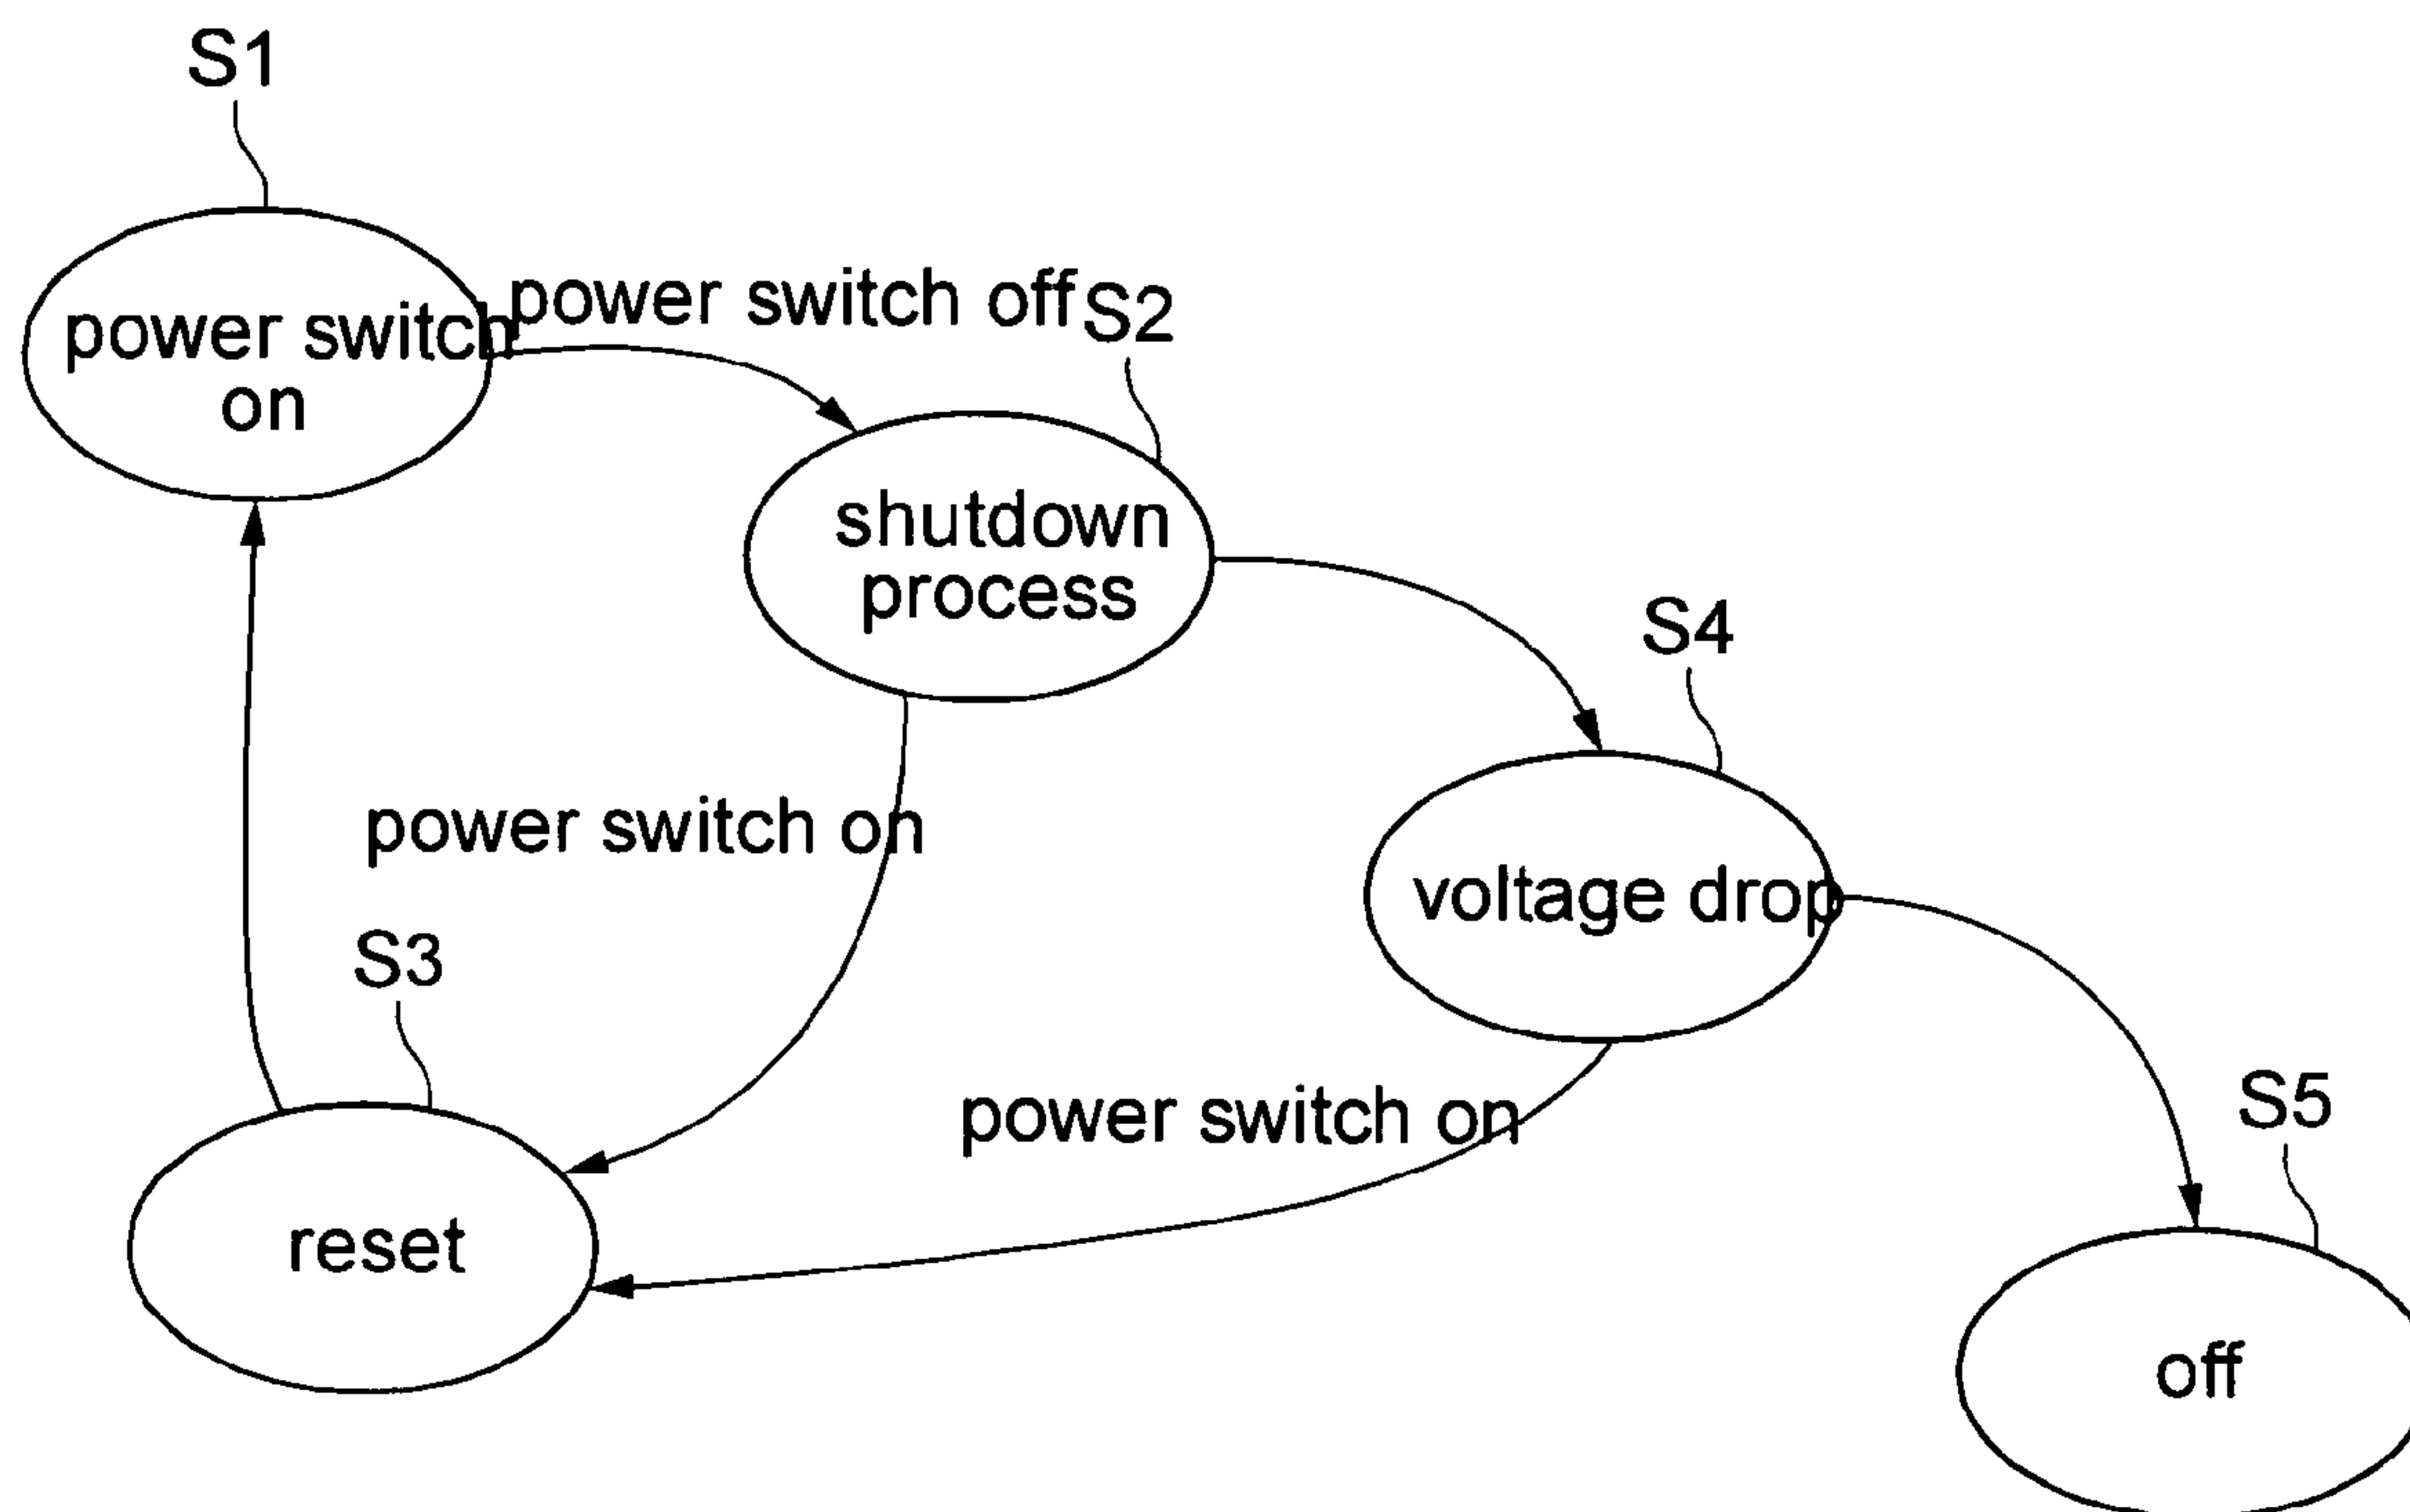 S1
power switch
on
power switch off
S2
shutdown
process
S4
power switch on
voltage drop
S3
power switch on
S5
reset
off